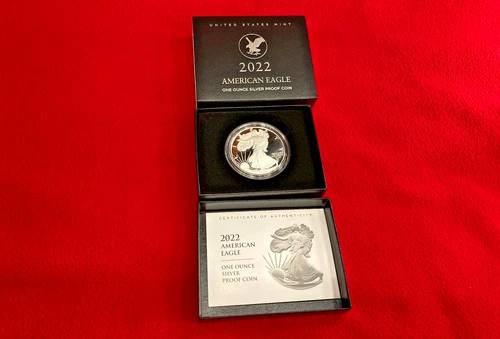 UNITED STATES MINT
2022
AMERICAN EAGLE
ONE OUNCE SILVER PROOF COIN
CERTIFICATE OF AUTHENTICITY
2022
AMERICAN
EAGLE
ONE OUNCE
SILVER
PROOF COIN